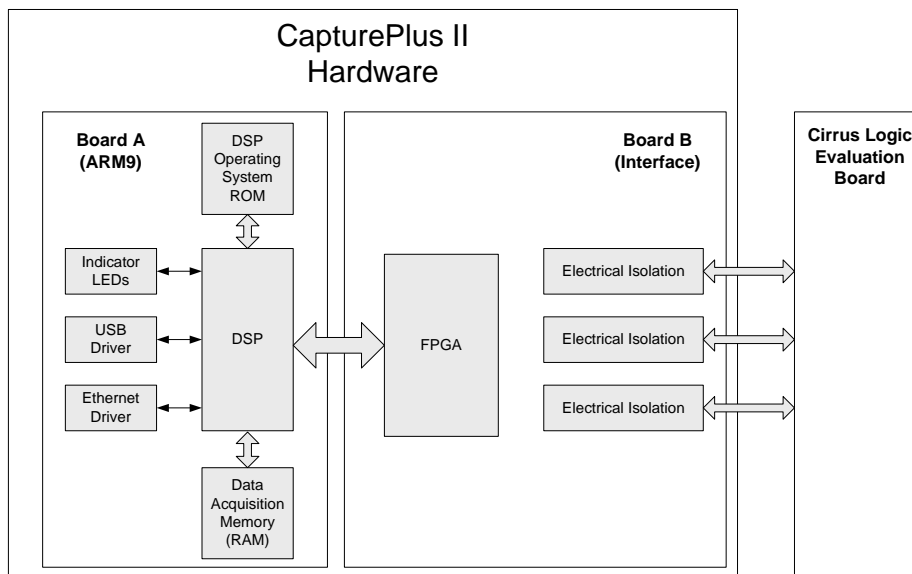 CapturePlus II
Hardware
Board A
(ARM9)
DSP
Operating
System
ROM
Indicator
LEDs
USB
Driver
Ethernet
Driver
DSP
Data
Acquisition
Memory
(RAM)
Board B
(Interface)
FPGA
Electrical Isolation
Electrical Isolation
Electrical Isolation
Cirrus Logic
Evaluation
Board